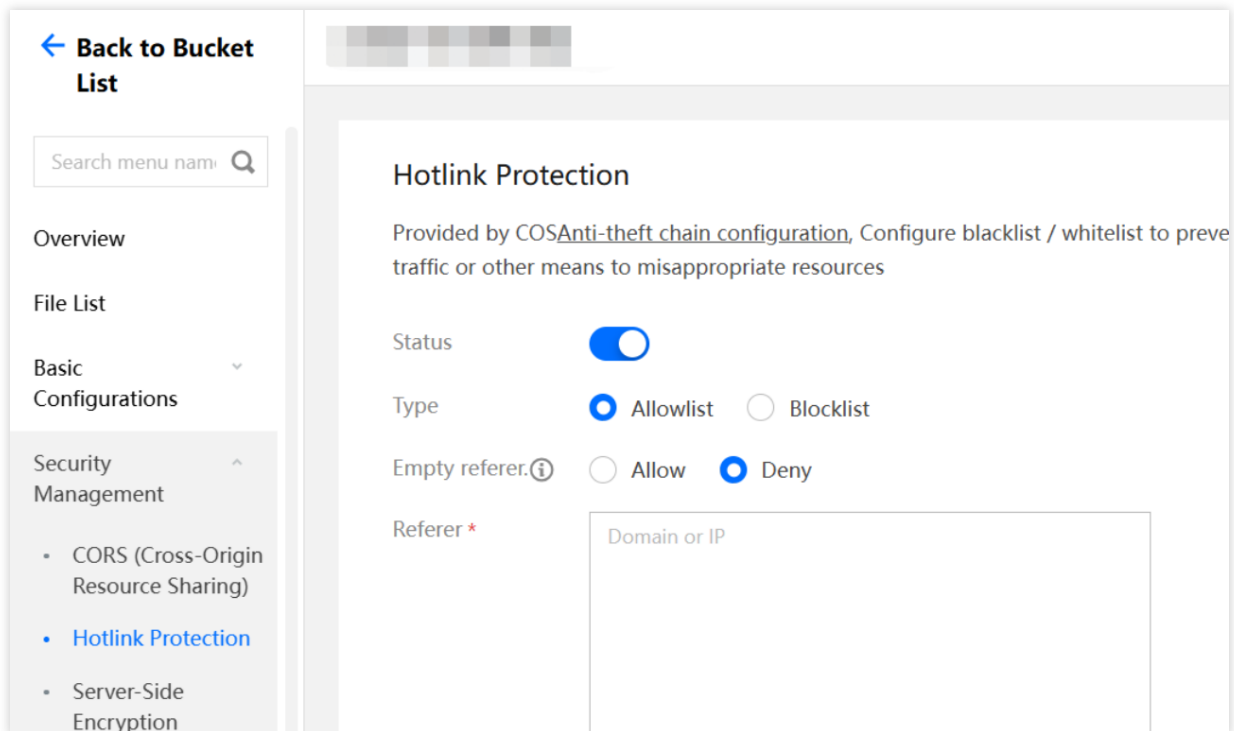 Back to Bucket
List
Search menu nam
Overview
File List
Basic
Configurations
Security
Management
CORS (Cross-Origin
Resource Sharing)
Hotlink Protection
Server-Side
Encryption
Hotlink Protection
Provided by COSAnti-theft chain configuration, Configure blacklist / whitelist to preve
traffic or other means to misappropriate resources
Status
Type Allowlist Blocklist
Empty referer. Allow Deny
Referer * Domain or IP